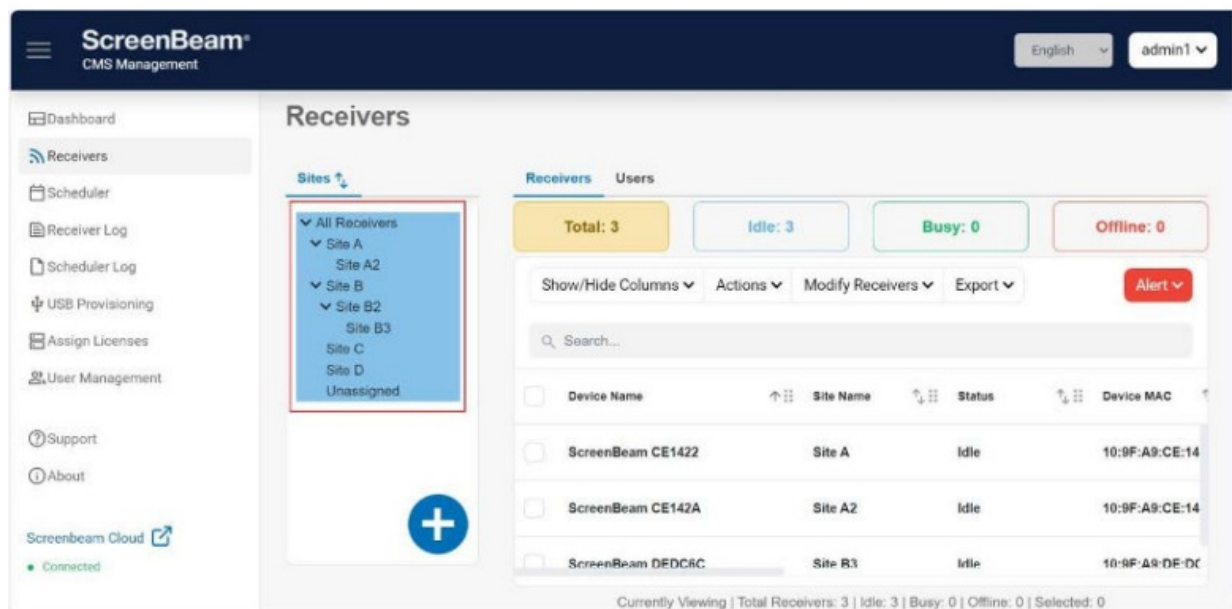 ScreenBeam®
CMS Management
English
admin1
Dashboard
Receivers
Scheduler
Receiver Log
Scheduler Log
USB Provisioning
Assign Licenses
User Management
Support
About
Screenbeam Cloud
Connected
Receivers
Sites
All Receivers
Site A
Site A2
Site B
Site B2
Site B3
Site C
Site D
Unassigned
Receivers Users
Total: 3 Idle: 3 Busy: 0 Offline: 0
Show/Hide Columns Actions Modify Receivers Export Alert
Search...
Device Name Site Name Status Device MAC
ScreenBeam CE1422 Site A Idle 10:9F:A9:CE:14
ScreenBeam CE142A Site A2 Idle 10:9F:A9:CE:14
ScreenBeam DEDC6C Site B3 Idle 10:9F:A9:DE:DC
Currently Viewing | Total Receivers: 3 | Idle: 3 | Busy: 0 | Offline: 0 | Selected: 0